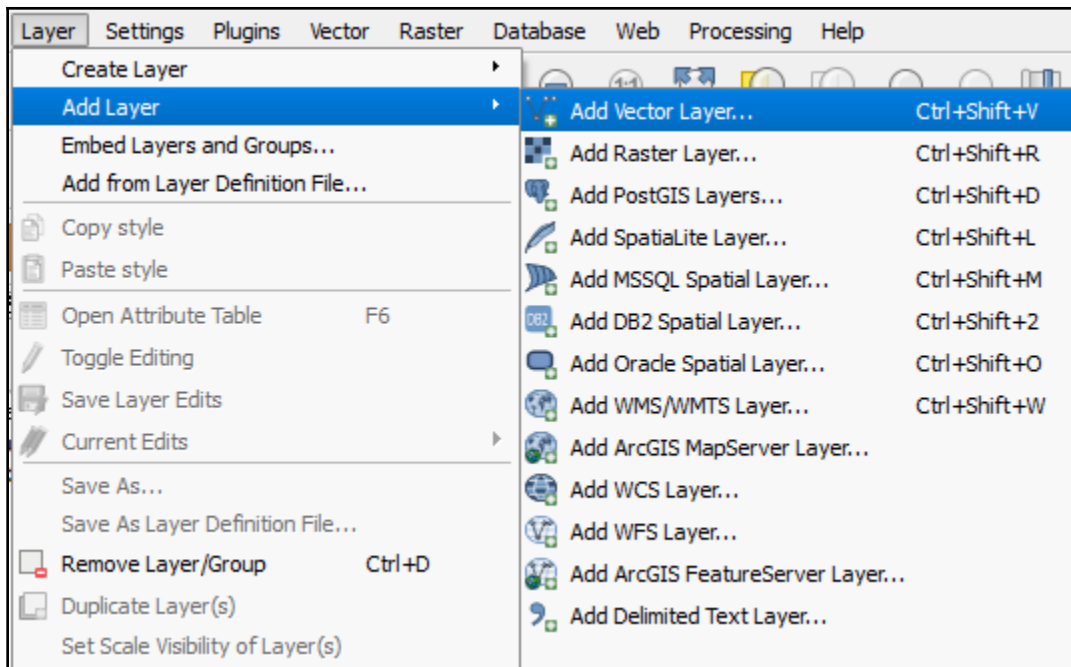 Layer Settings Plugins Vector Raster Database Web Processing Help
Create Layer
Add Layer
Embed Layers and Groups...
Add from Layer Definition File...
Copy style
Paste style
Open Attribute Table F6
Toggle Editing
Save Layer Edits
Current Edits
Save As...
Save As Layer Definition File...
Remove Layer/Group Ctrl+D
Duplicate Layer(s)
Set Scale Visibility of Layer(s)
1:1
Add Vector Layer... Ctrl+Shift+V
Add Raster Layer... Ctrl+Shift+R
Add PostGIS Layers... Ctrl+Shift+D
Add SpatiaLite Layer... Ctrl+Shift+L
Add MSSQL Spatial Layer... Ctrl+Shift+M
DB2 Add DB2 Spatial Layer... Ctrl+Shift+2
Add Oracle Spatial Layer... Ctrl+Shift+O
Add WMS/WMTS Layer... Ctrl+Shift+W
Add ArcGIS MapServer Layer...
Add WCS Layer...
Add WFS Layer...
Add ArcGIS FeatureServer Layer...
Add Delimited Text Layer...